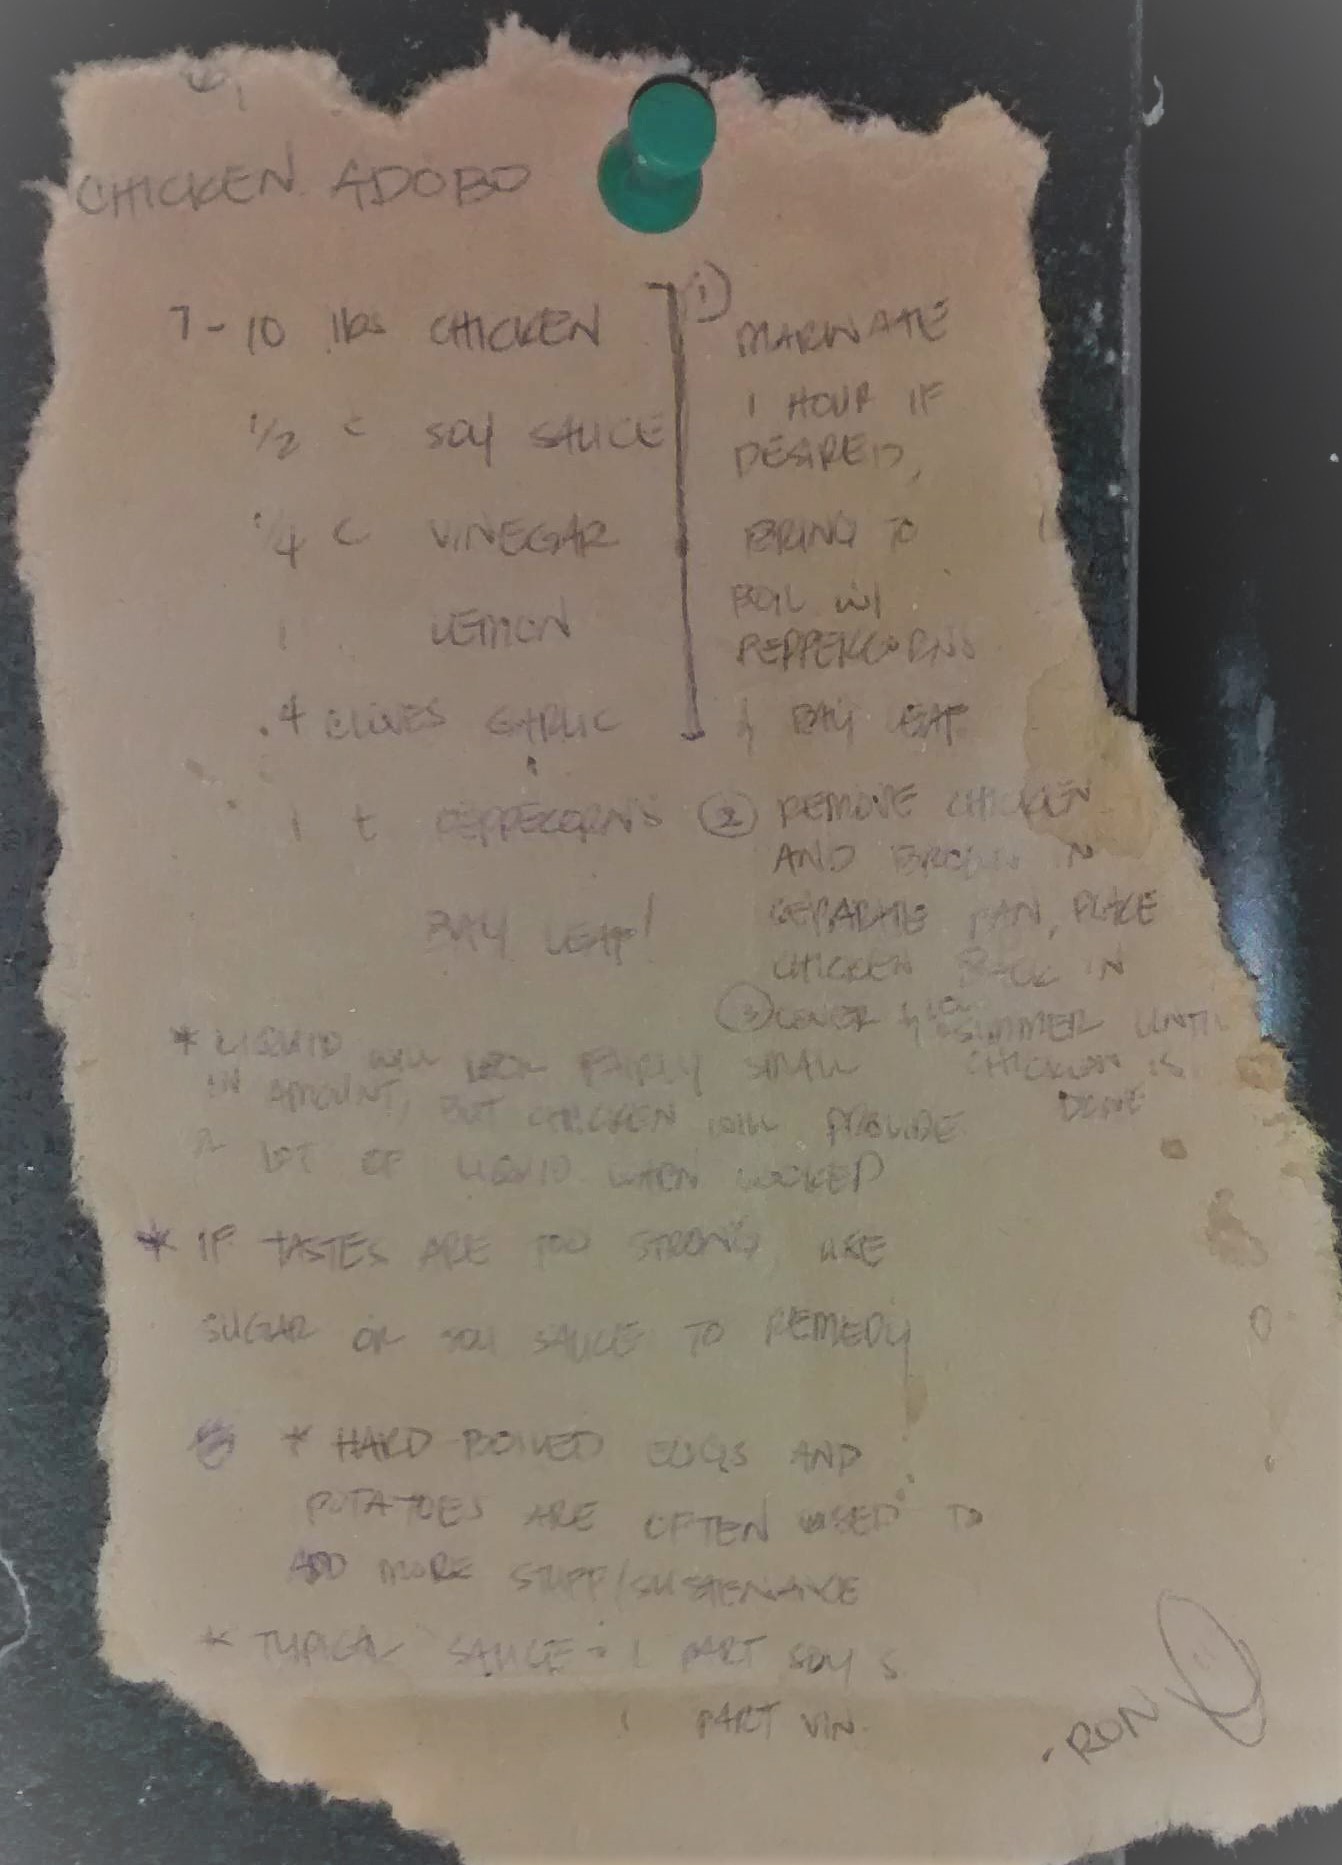 CHICKEN ADOBO
7-10 lbs CHICKEN
1/2 c SOY SAUCE
1/4 c VINEGAR
1 LEMON
4 CLOVES GARLIC
1 t PEPPECORNS
BAY LEAF!
① MARINATE
1 HOUR IF
DESIRED,
BRING TO
BOIL W/
PEPPERCORNS
& BAY LEAF
② REMOVE CHICKEN
AND BROWN IN
SEPARATE PAN, PLACE
CHICKEN BACK IN
③ COVER & SIMMER UNTIL
CHICKEN IS
DONE
* LIQUID WILL LOOK FAIRLY SMALL
IN AMOUNT, BUT CHICKEN WILL PROVIDE
A LOT OF LIQUID WHEN COOKED
* IF TASTES ARE TOO STRONG, USE
SUGAR OR SOY SAUCE TO REMEDY
* HARD BOILED EGGS AND
POTATOES ARE OFTEN USED TO
ADD MORE STUFF/SUSTENANCE
* TYPICAL SAUCE = 1 PART SOY S
1 PART VIN.
-RON